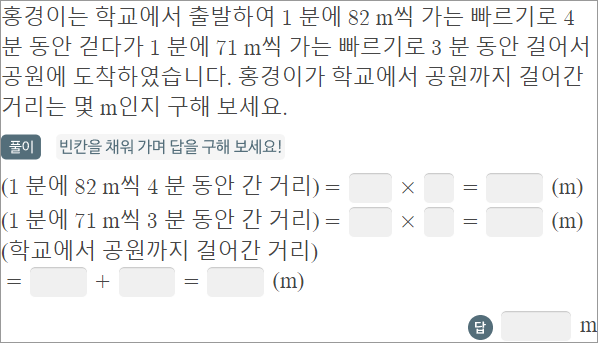 홍경이는 학교에서 출발하여 1 분에 82 m씩 가는 빠르기로 4
분 동안 걷다가 1 분에 71 m씩 가는 빠르기로 3 분 동안 걸어서
공원에 도착하였습니다. 홍경이가 학교에서 공원까지 걸어간
거리는 몇 m인지 구해 보세요.
풀이 빈칸을 채워 가며 답을 구해 보세요!
(1 분에 82 m씩 4 분 동안 간 거리) = × = (m)
(1 분에 71 m씩 3 분 동안 간 거리) = × = (m)
(학교에서 공원까지 걸어간 거리)
= + = (m)
답 m